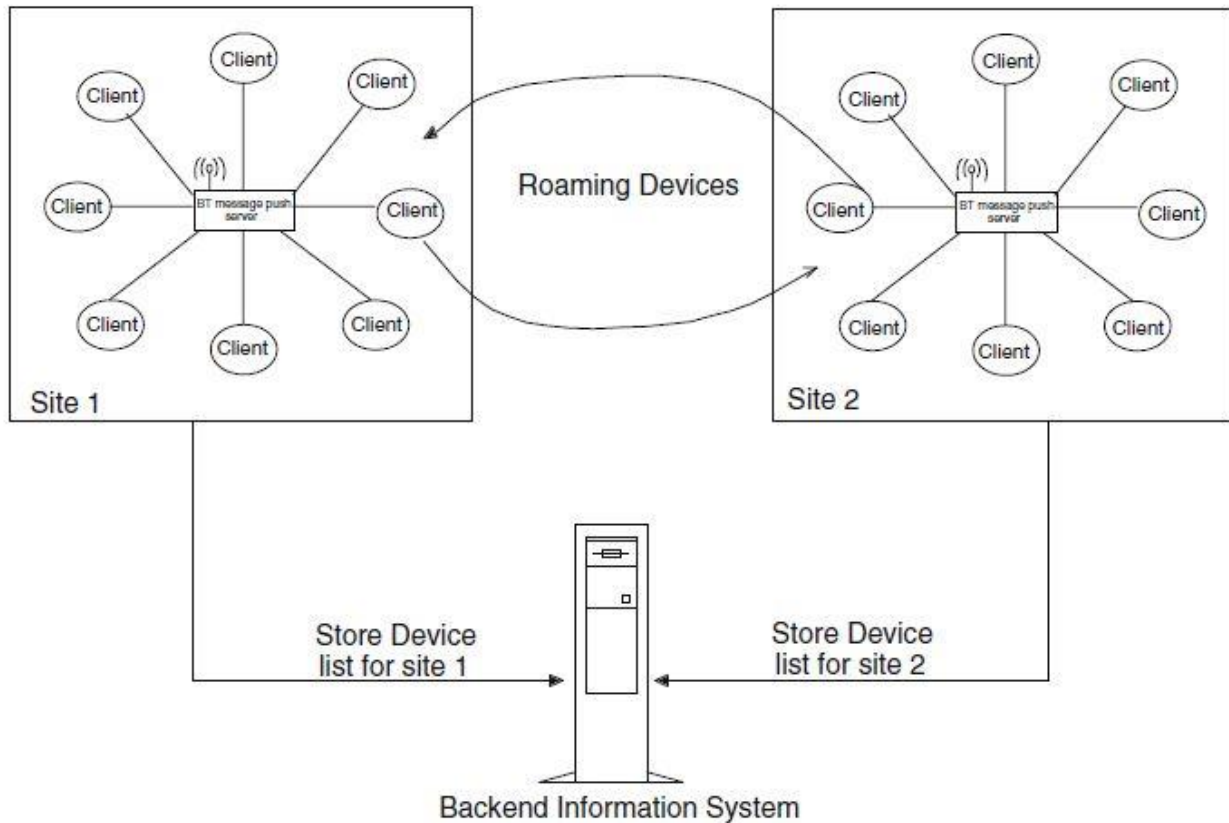 Client
Client
Client
Client
BT message push
server
Client
Client
Client
Client
Site 1
Roaming Devices
Client
Client
Client
Client
BT message push
server
Client
Client
Client
Client
Site 2
Store Device
list for site 1
Store Device
list for site 2
Backend Information System